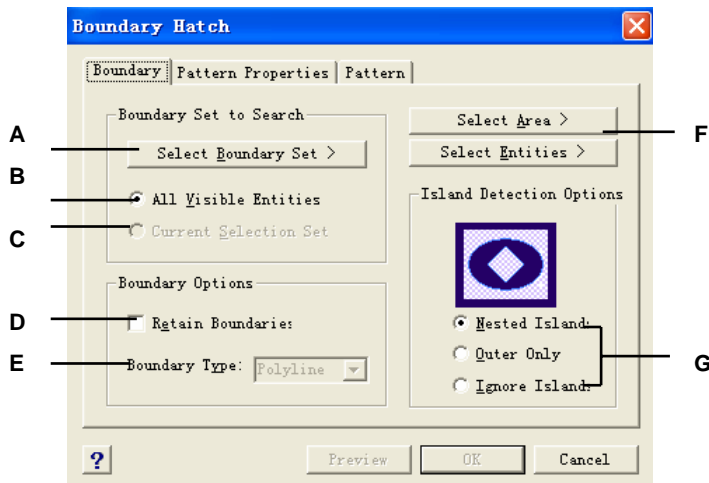 Boundary Hatch
Boundary Pattern Properties Pattern
Boundary Set to Search
A
Select Boundary Set >
B
All Visible Entities
C
Current Selection Set
Boundary Options
D
Retain Boundaries
E
Boundary Type: Polyline
Select Area >
F
Select Entities >
Island Detection Options
Nested Islands
Outer Only
G
Ignore Islands
?
Preview
OK
Cancel